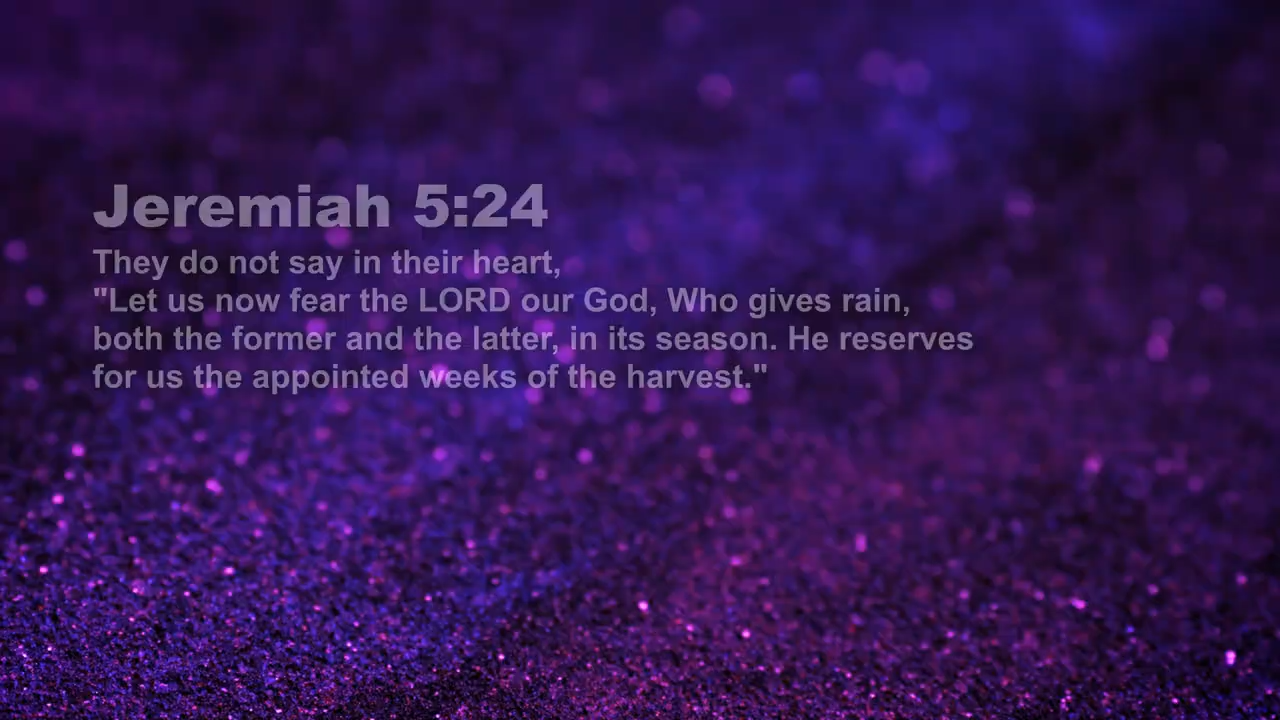 Jeremiah 5:24
They do not say in their heart,
"Let us now fear the LORD our God, Who gives rain,
both the former and the latter, in its season. He reserves
for us the appointed weeks of the harvest."